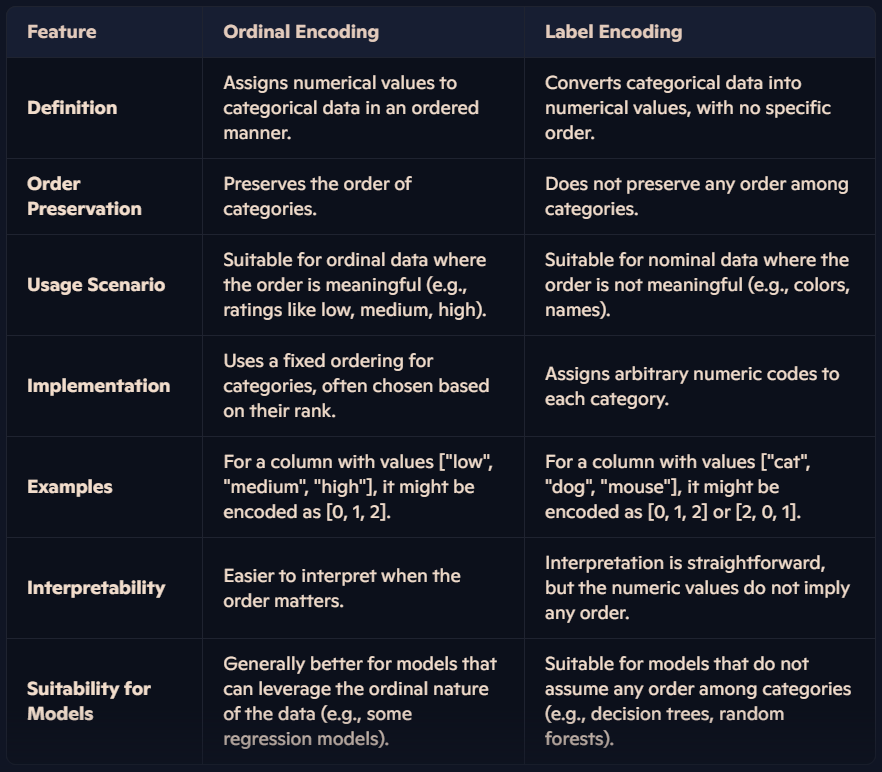 Feature Ordinal Encoding Label Encoding
Definition
Assigns numerical values to
categorical data in an ordered
manner.
Converts categorical data into
numerical values, with no specific
order.
Order
Preservation
Preserves the order of
categories.
Does not preserve any order among
categories.
Usage Scenario
Suitable for ordinal data where
the order is meaningful (e.g.,
ratings like low, medium, high).
Suitable for nominal data where the
order is not meaningful (e.g., colors,
names).
Implementation
Uses a fixed ordering for
categories, often chosen based
on their rank.
Assigns arbitrary numeric codes to
each category.
Examples
For a column with values ["low",
"medium", "high"], it might be
encoded as [0, 1, 2].
For a column with values ["cat",
"dog", "mouse"], it might be
encoded as [0, 1, 2] or [2, 0, 1].
Interpretability
Easier to interpret when the
order matters.
Interpretation is straightforward,
but the numeric values do not imply
any order.
Suitability for
Models
Generally better for models that
can leverage the ordinal nature
of the data (e.g., some
regression models).
Suitable for models that do not
assume any order among categories
(e.g., decision trees, random
forests).